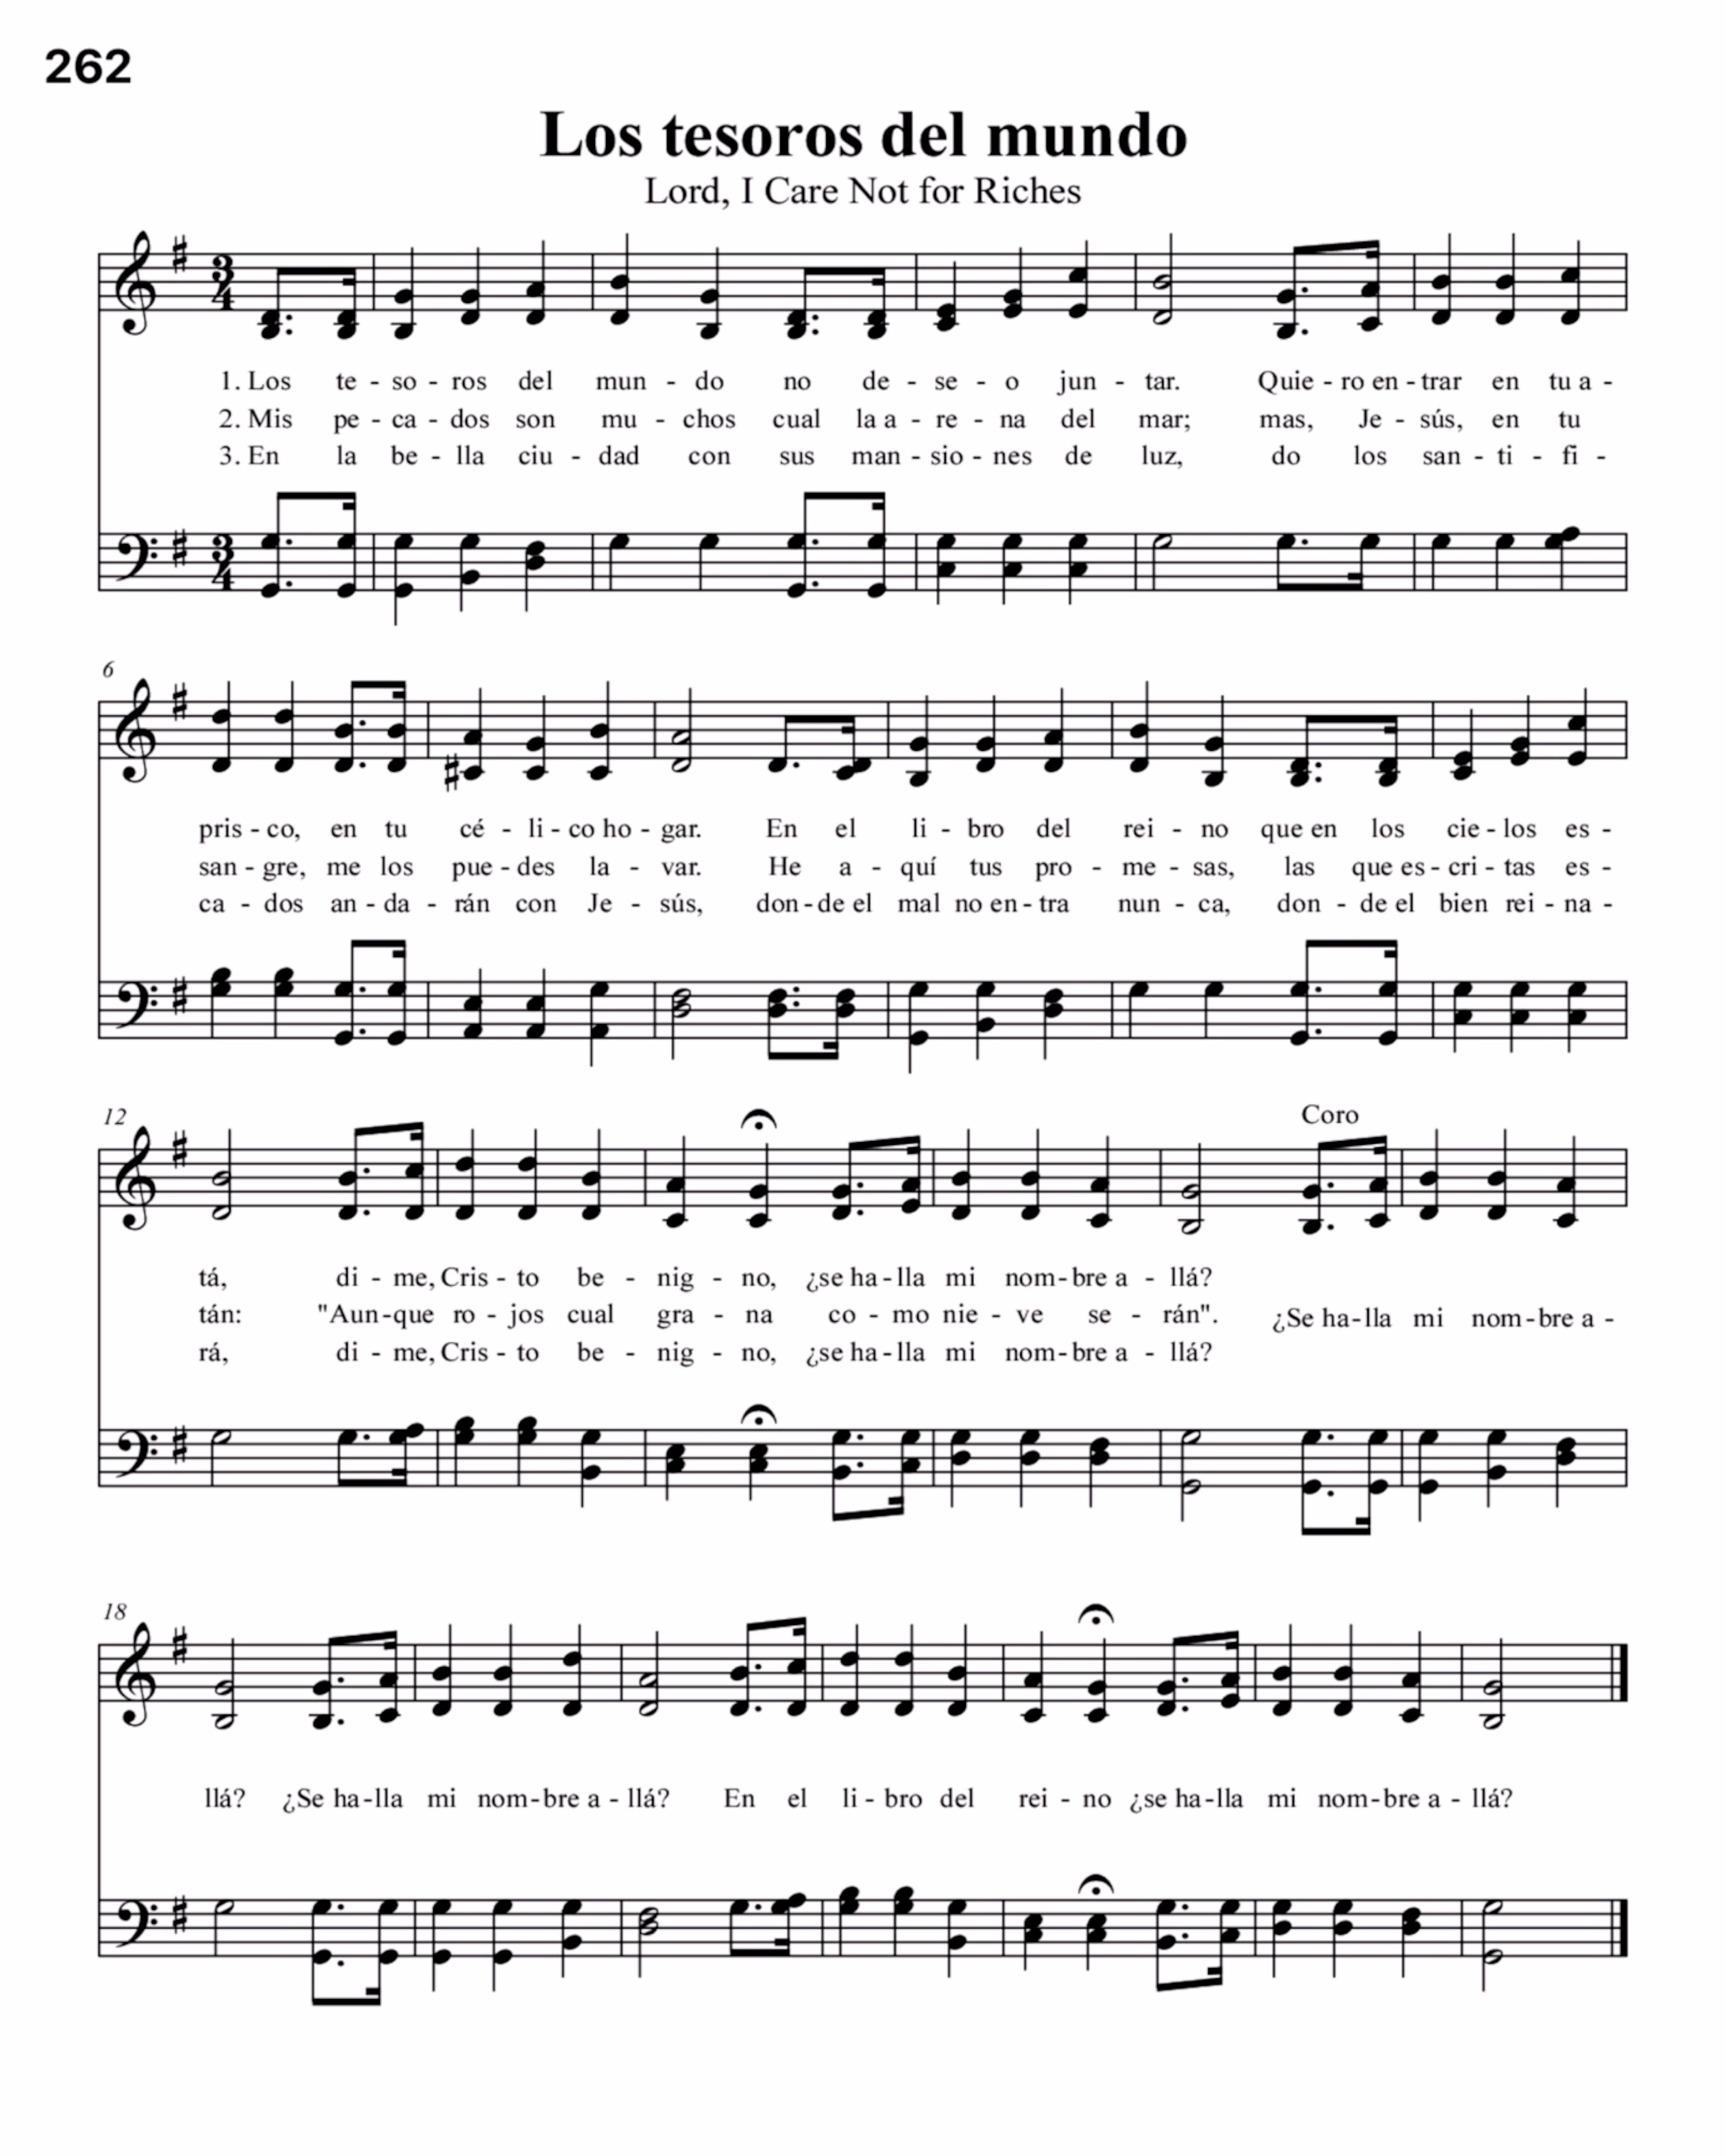 262
Los tesoros del mundo
Lord, I Care Not for Riches
3 4
1. Los te - so - ros del mun - do no de - se - o jun - tar. Quie - ro en - trar en tu a -
2. Mis pe - ca - dos son mu - chos cual la a - re - na del mar; mas, Je - sús, en tu
3. En la be - lla ciu - dad con sus man - sio - nes de luz, do los san - ti - fi -
3 4
6
pris - co, en tu cé - li - co ho - gar. En el li - bro del rei - no que en los cie - los es -
san - gre, me los pue - des la - var. He a - quí tus pro - me - sas, las que es - cri - tas es -
ca - dos an - da - rán con Je - sús, don - de el mal no en - tra nun - ca, don - de el bien rei - na -
12
Coro
tá, di - me, Cris - to be - nig - no, ¿se ha - lla mi nom - bre a - llá?
tán: "Aun - que ro - jos cual gra - na co - mo nie - ve se - rán". ¿Se ha - lla mi nom - bre a -
rá, di - me, Cris - to be - nig - no, ¿se ha - lla mi nom - bre a - llá?
18
llá? ¿Se ha - lla mi nom - bre a - llá? En el li - bro del rei - no ¿se ha - lla mi nom - bre a - llá?